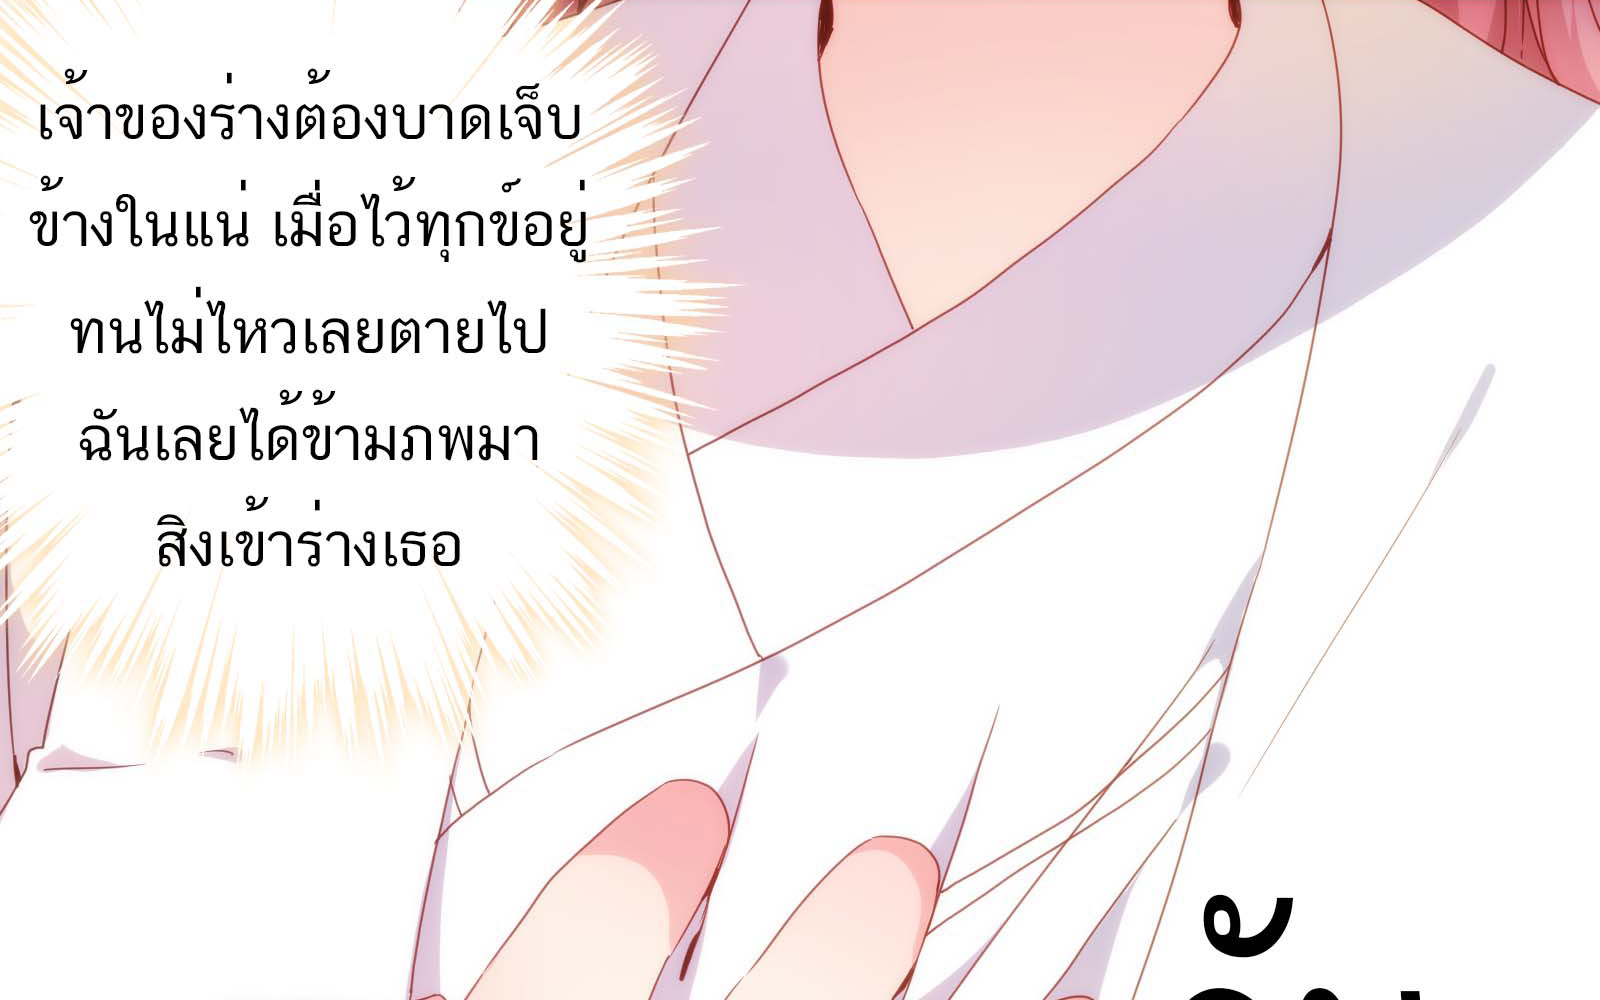 เจ้าของร่างต้องบาดเจ็บ
ข้างในแน่ เมื่อไว้ทุกข์อยู่
ทนไม่ไหวเลยตายไป
ฉันเลยได้ข้ามภพมา
สิงเข้าร่างเธอ